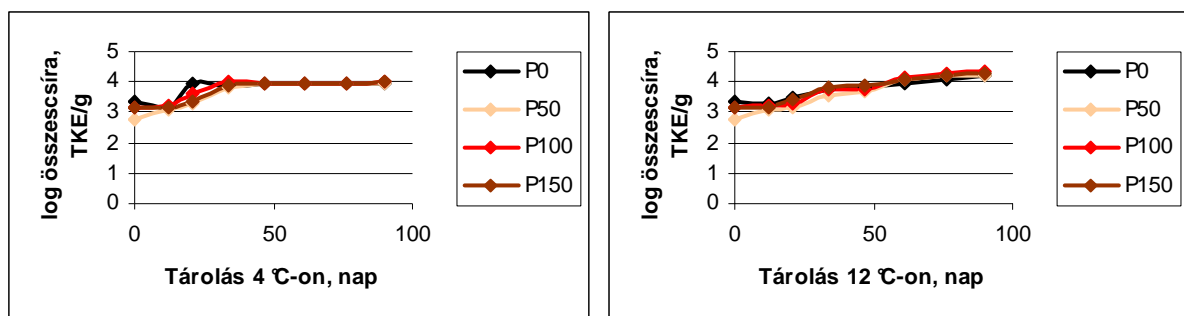 log összescsíra,
TKE/g
5
4
3
2
1
0
0
50
100
Tárolás 4 °C-on, nap
P0
P50
P100
P150
log összescsíra,
TKE/g
5
4
3
2
1
0
0
50
100
Tárolás 12 °C-on, nap
P0
P50
P100
P150